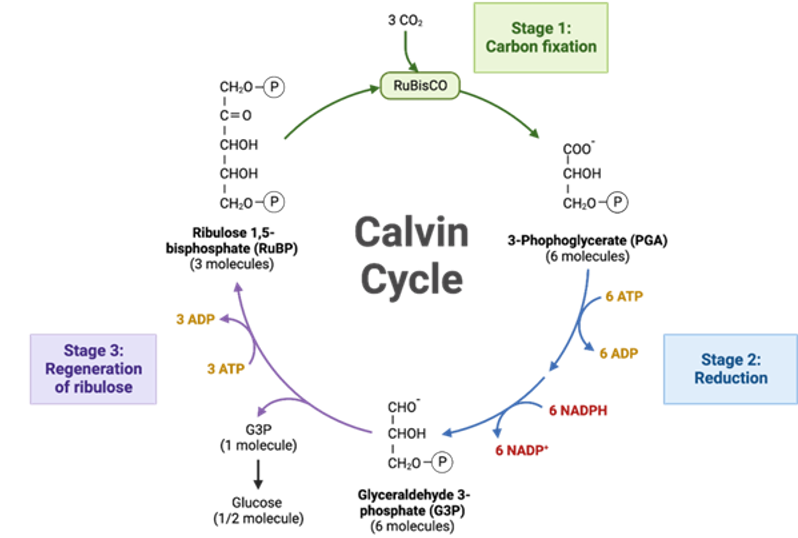 3 CO₂
Stage 1:
Carbon fixation
RuBisCO
CH₂O–P
C=O
CHOH
CHOH
CH₂O–P
Ribulose 1,5-
bisphosphate (RuBP)
(3 molecules)
COO⁻
CHOH
CH₂O–P
3-Phophoglycerate (PGA)
(6 molecules)
Calvin
Cycle
6 ATP
6 ADP
Stage 2:
Reduction
6 NADPH
6 NADP⁺
CHO⁻
CHOH
CH₂O–P
Glyceraldehyde 3-
phosphate (G3P)
(6 molecules)
3 ADP
3 ATP
Stage 3:
Regeneration
of ribulose
G3P
(1 molecule)
Glucose
(1/2 molecule)